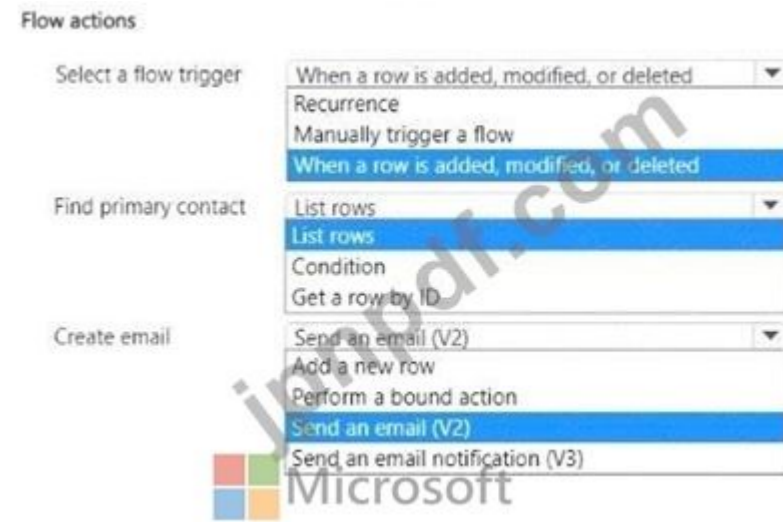 Flow actions
Select a flow trigger
When a row is added, modified, or deleted
Recurrence
Manually trigger a flow
When a row is added, modified, or deleted
Find primary contact
List rows
List rows
Condition
Get a row by ID
Create email
Send an email (V2)
Add a new row
Perform a bound action
Send an email (V2)
Send an email notification (V3)
jpnpdf.com
Microsoft